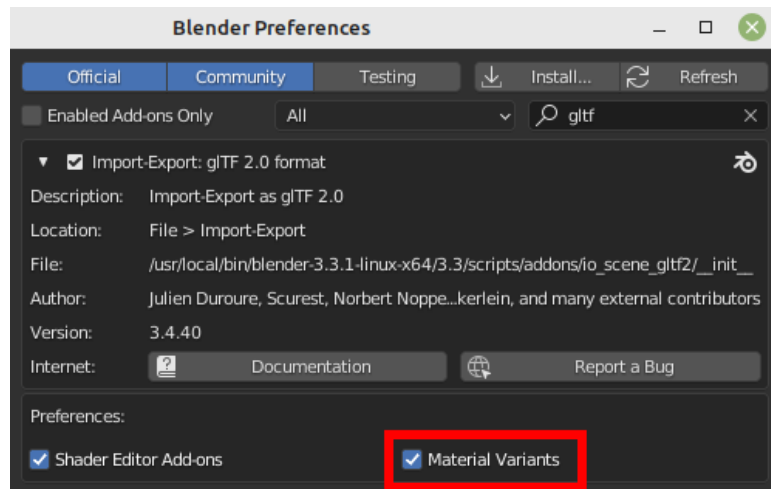 Blender Preferences
Official Community Testing Install... Refresh
Enabled Add-ons Only All gltf
Import-Export: glTF 2.0 format
Description: Import-Export as glTF 2.0
Location: File > Import-Export
File: /usr/local/bin/blender-3.3.1-linux-x64/3.3/scripts/addons/io_scene_gltf2/__init__
Author: Julien Duroure, Scurest, Norbert Noppe...kerlein, and many external contributors
Version: 3.4.40
Internet: Documentation Report a Bug
Preferences:
Shader Editor Add-ons Material Variants